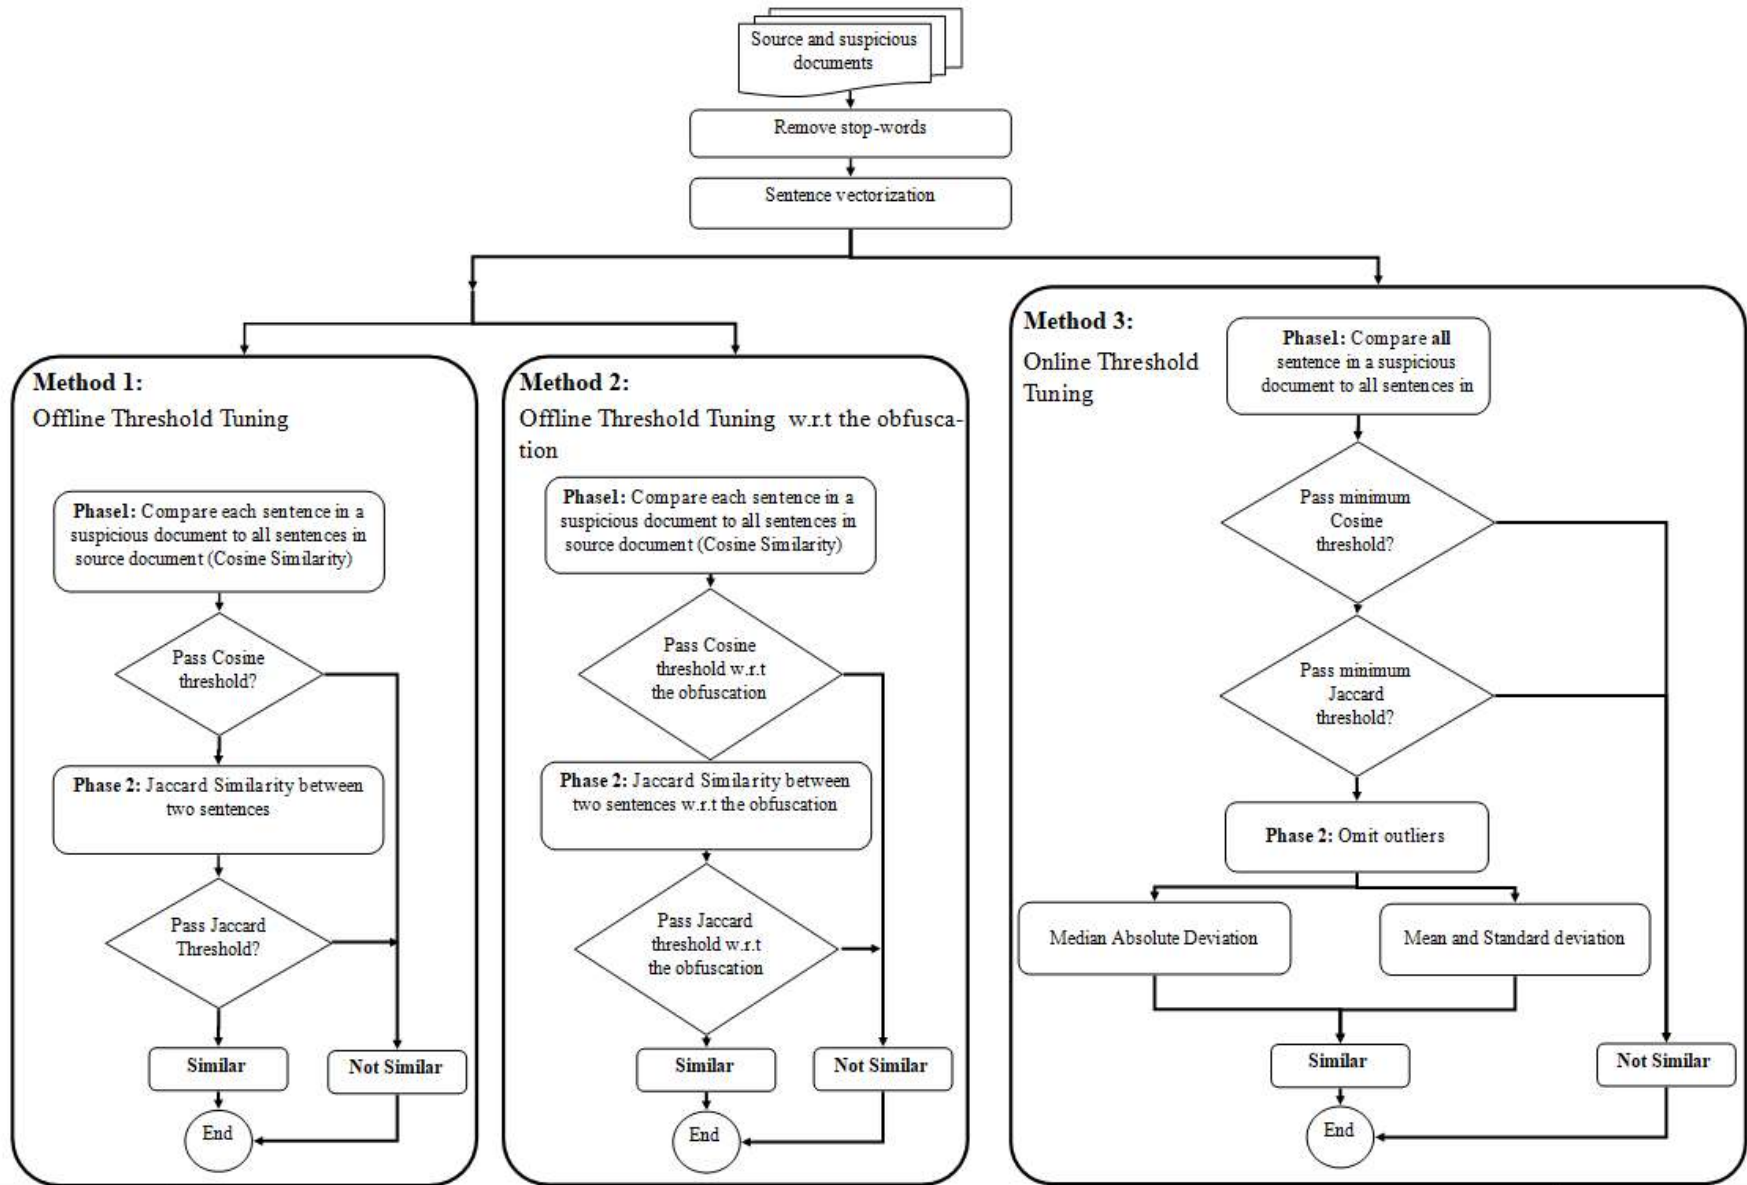 Source and suspicious
documents
Remove stop-words
Sentence vectorization
Method 1:
Offline Threshold Tuning
Phase1: Compare each sentence in a
suspicious document to all sentences in
source document (Cosine Similarity)
Pass Cosine
threshold?
Phase 2: Jaccard Similarity between
two sentences
Pass Jaccard
Threshold?
Similar
Not Similar
End
Method 2:
Offline Threshold Tuning w.r.t the obfusca-
tion
Phase1: Compare each sentence in a
suspicious document to all sentences in
source document (Cosine Similarity)
Pass Cosine
threshold w.r.t
the obfuscation
Phase 2: Jaccard Similarity between
two sentences w.r.t the obfuscation
Pass Jaccard
threshold w.r.t
the obfuscation
Similar
Not Similar
End
Method 3:
Online Threshold
Tuning
Phase1: Compare all
sentence in a suspicious
document to all sentences in
Pass minimum
Cosine
threshold?
Pass minimum
Jaccard
threshold?
Phase 2: Omit outliers
Median Absolute Deviation
Mean and Standard deviation
Similar
Not Similar
End